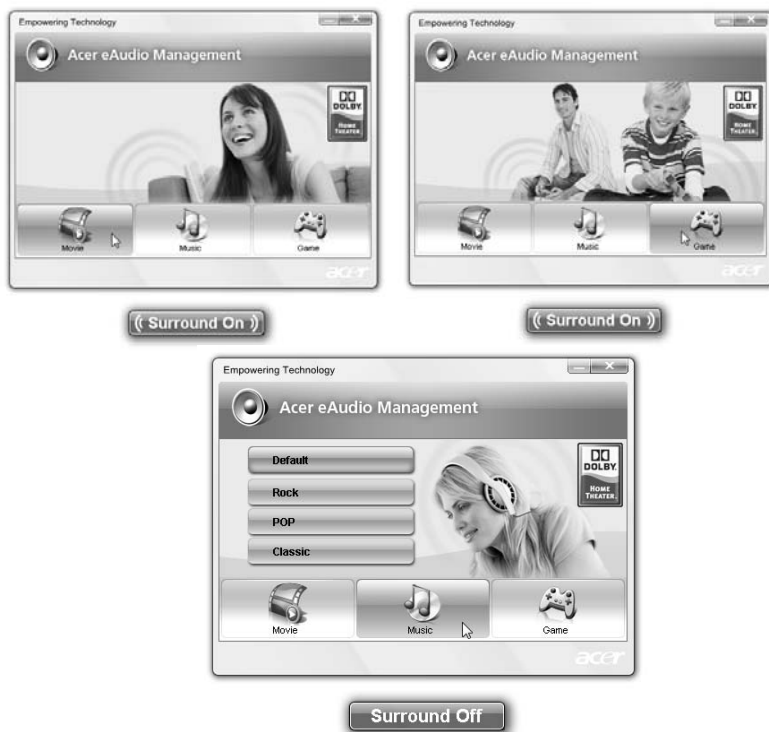 Empowering Technology
Acer eAudio Management
DOLBY
HOME THEATER
Movie
Music
Game
acer
(( Surround On ))
Empowering Technology
Acer eAudio Management
DOLBY
HOME THEATER
Movie
Music
Game
acer
(( Surround On ))
Empowering Technology
Acer eAudio Management
Default
Rock
POP
Classic
DOLBY
HOME THEATER
Movie
Music
Game
acer
Surround Off